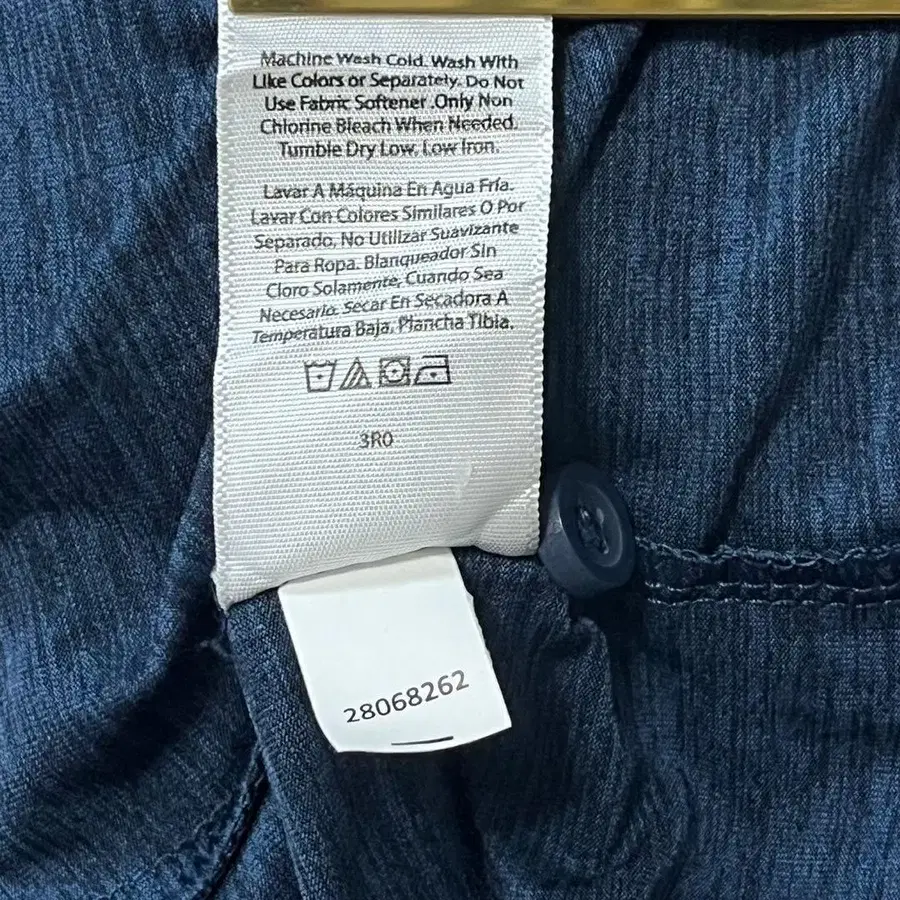 Machine Wash Cold. Wash With
Like Colors or Separately. Do Not
Use Fabric Softener .Only Non
Chlorine Bleach When Needed.
Tumble Dry Low. Low Iron.
Lavar A Máquina En Agua Fría.
Lavar Con Colores Similares O Por
Separado. No Utilizar Suavizante
Para Ropa. Blanqueador Sin
Cloro Solamente, Cuando Sea
Necesario. Secar En Secadora A
Temperatura Baja. Plancha Tibia.
3R0
28068262